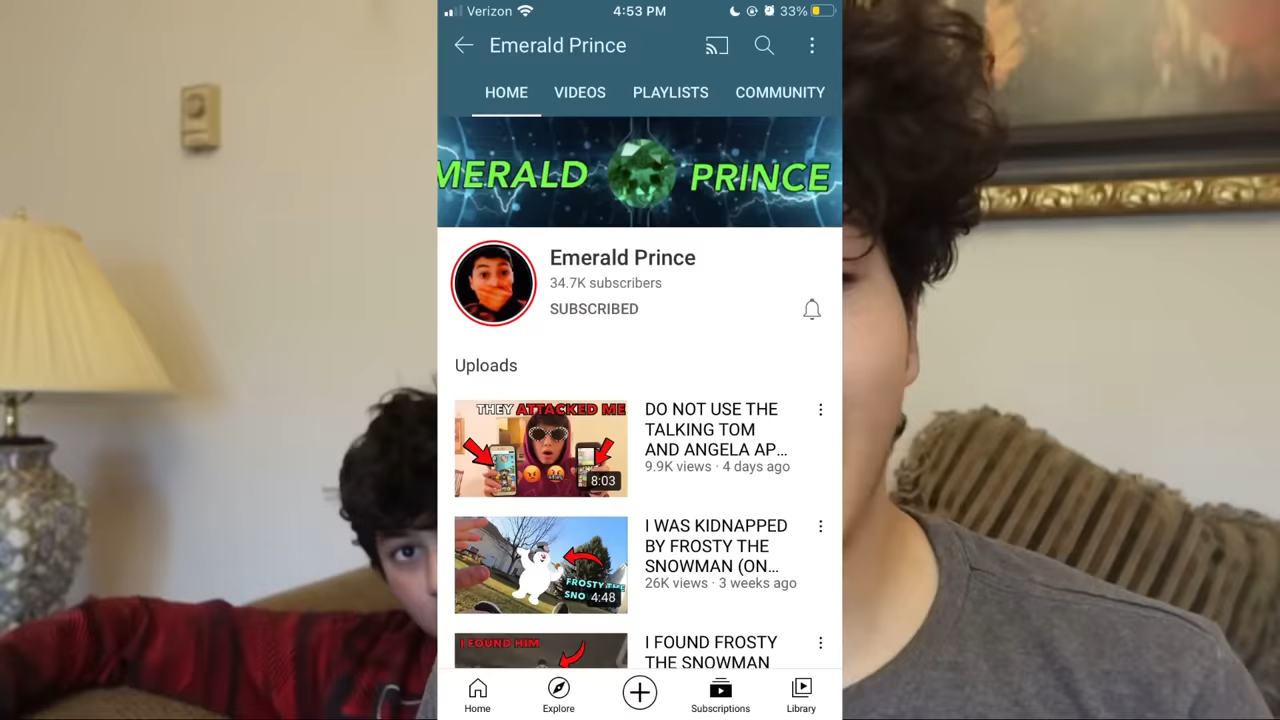 Verizon 4:53 PM 33%
Emerald Prince
HOME VIDEOS PLAYLISTS COMMUNITY
MERALD PRINCE
Emerald Prince
34.7K subscribers
SUBSCRIBED
Uploads
THEY ATTACKED ME
8:03
DO NOT USE THE
TALKING TOM
AND ANGELA AP...
9.9K views · 4 days ago
FROSTY THE
SNO
4:48
I WAS KIDNAPPED
BY FROSTY THE
SNOWMAN (ON...
26K views · 3 weeks ago
I FOUND HIM
I FOUND FROSTY
THE SNOWMAN
Home Explore Subscriptions Library